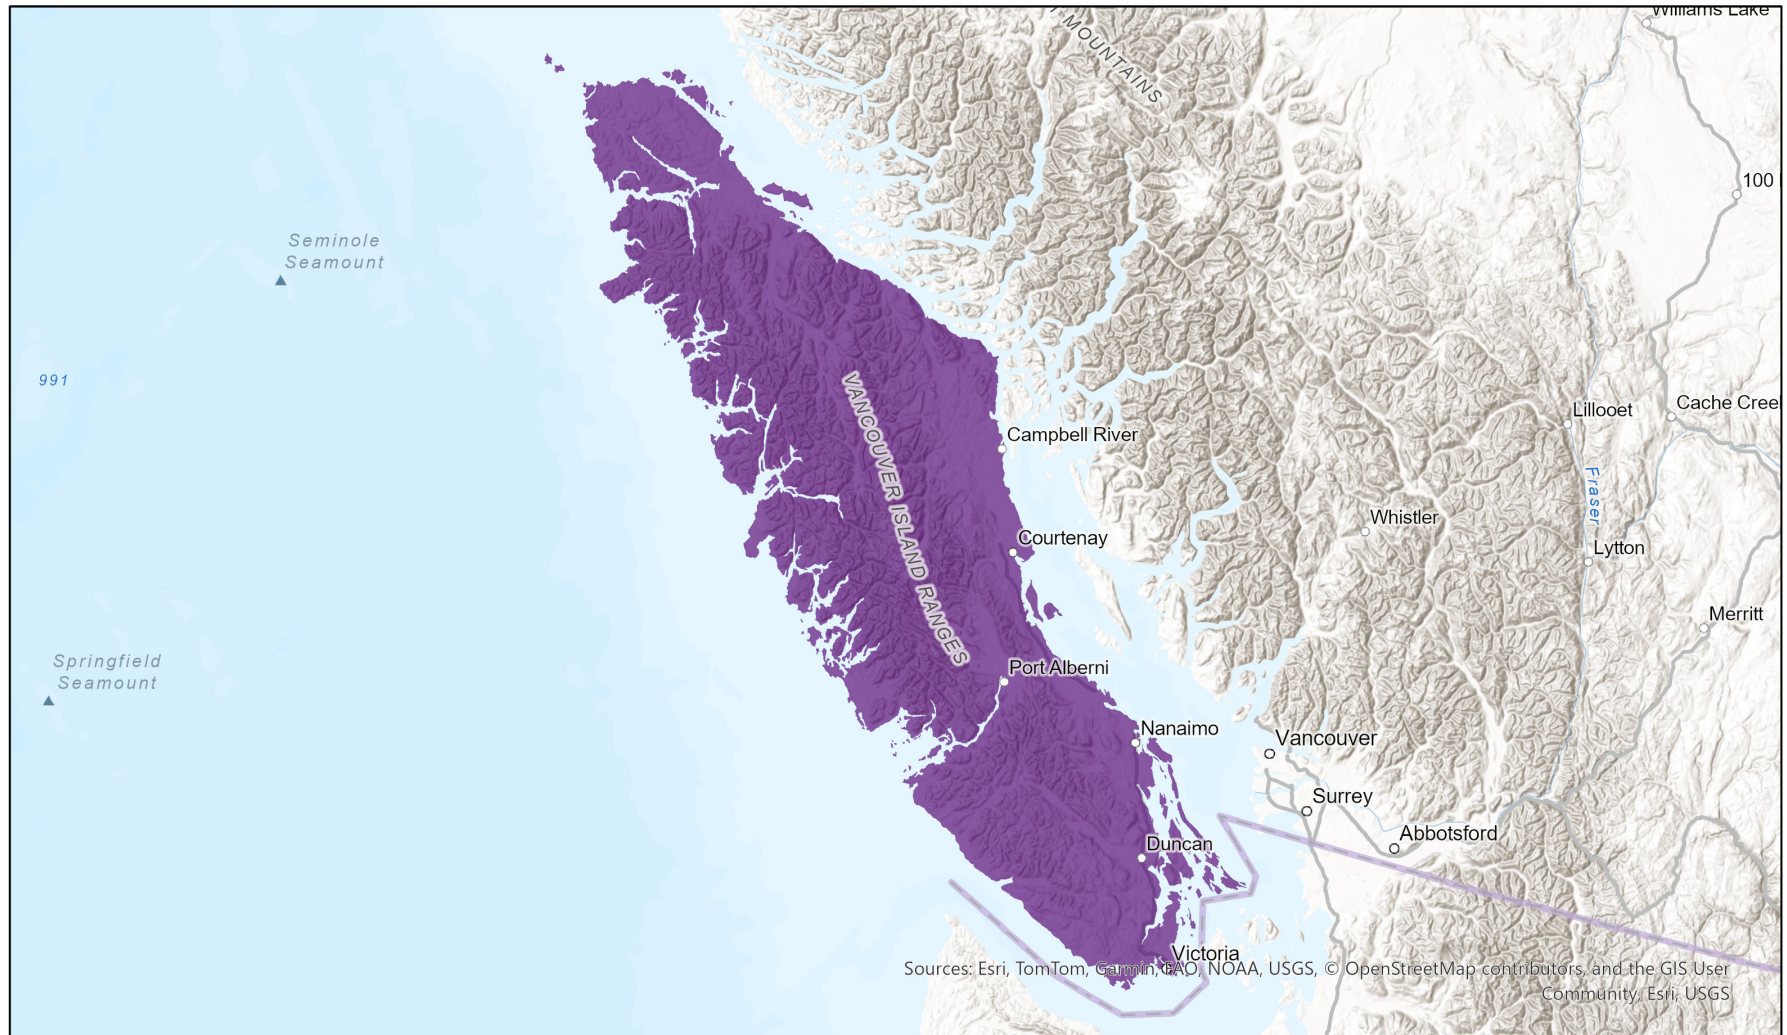 Williams Lake
MOUNTAINS
100
Seminole
Seamount
991
VANCOUVER ISLAND RANGES
Campbell River
Lillooet
Cache Cree
Fraser
Whistler
Courtenay
Lytton
Merritt
Springfield
Seamount
Port Alberni
Nanaimo
Vancouver
Surrey
Abbotsford
Duncan
Victoria
Sources: Esri, TomTom, Garmin, FAO, NOAA, USGS, © OpenStreetMap contributors, and the GIS User
Community, Esri, USGS